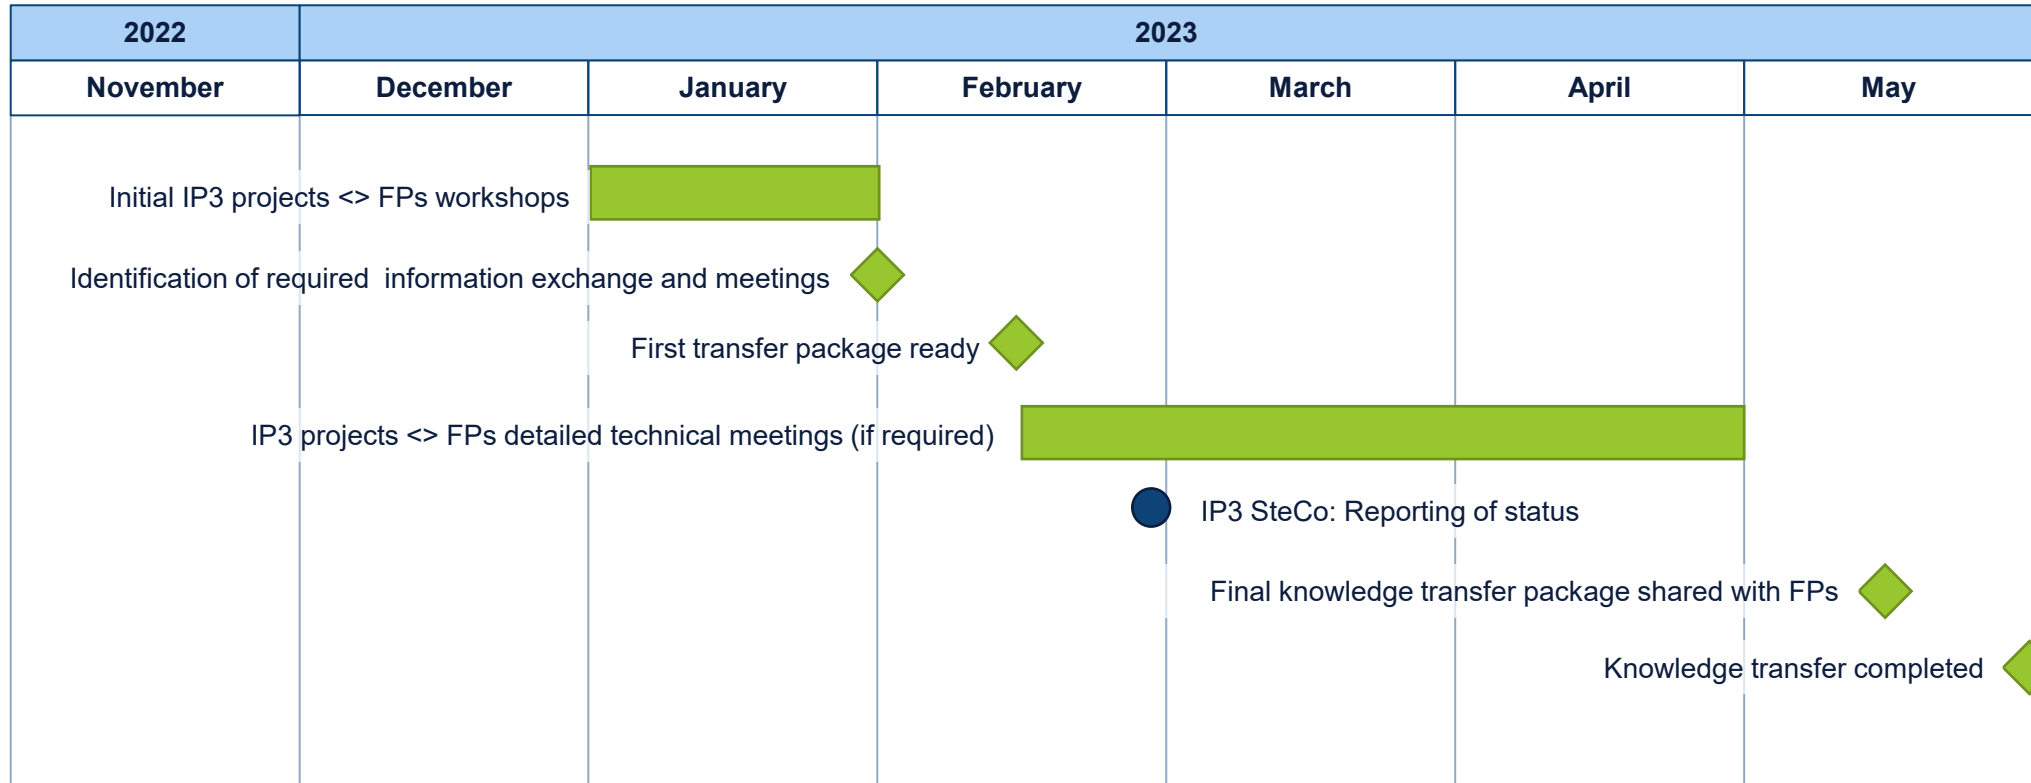 2022 2023
November December January February March April May
Initial IP3 projects <> FPs workshops
Identification of required  information exchange and meetings
First transfer package ready
IP3 projects <> FPs detailed technical meetings (if required)
IP3 SteCo: Reporting of status
Final knowledge transfer package shared with FPs
Knowledge transfer completed